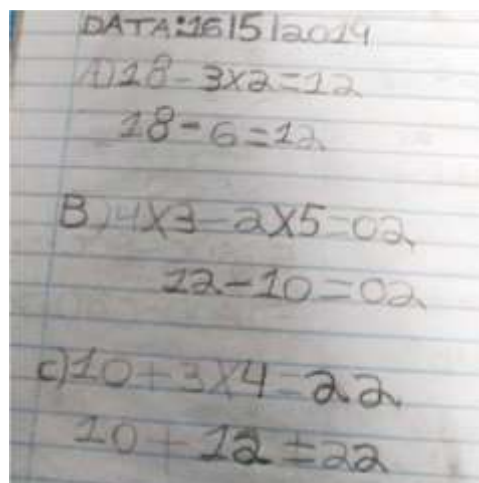 DATA:16/5/2019
A) 18-3x2=12
18-6=12
B) 4x3-2x5=02
12-10=02
C) 10+3x4=22
10+12=22